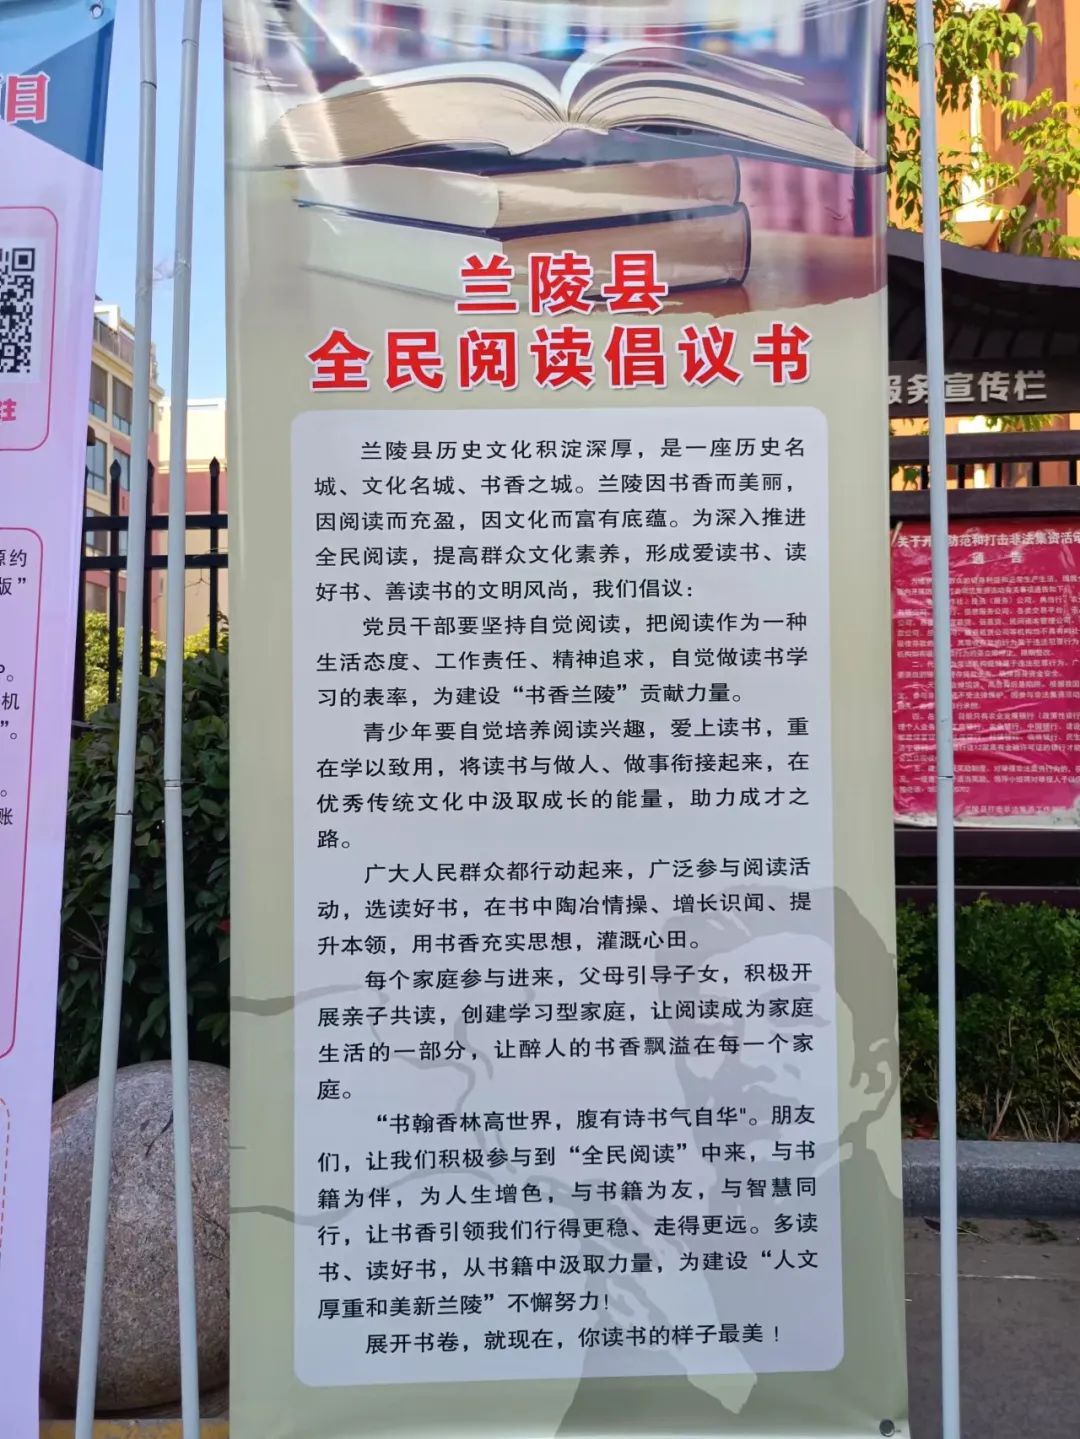 兰陵县
全民阅读倡议书
兰陵县历史文化积淀深厚，是一座历史名
城、文化名城、书香之城。兰陵因书香而美丽，
因阅读而充盈，因文化而富有底蕴。为深入推进
全民阅读，提高群众文化素养，形成爱读书、读
好书、善读书的文明风尚，我们倡议：
党员干部要坚持自觉阅读，把阅读作为一种
生活态度、工作责任、精神追求，自觉做读书学
习的表率，为建设“书香兰陵”贡献力量。
青少年要自觉培养阅读兴趣，爱上读书，重
在学以致用，将读书与做人、做事衔接起来，在
优秀传统文化中汲取成长的能量，助力成才之
路。
广大人民群众都行动起来，广泛参与阅读活
动，选读好书，在书中陶冶情操、增长识闻、提
升本领，用书香充实思想，灌溉心田。
每个家庭参与进来，父母引导子女，积极开
展亲子共读，创建学习型家庭，让阅读成为家庭
生活的一部分，让醉人的书香飘溢在每一个家
庭。
“书翰香林高世界，腹有诗书气自华"。朋友
们，让我们积极参与到“全民阅读”中来，与书
籍为伴，为人生增色，与书籍为友，与智慧同
行，让书香引领我们行得更稳、走得更远。多读
书、读好书，从书籍中汲取力量，为建设“人文
厚重和美新兰陵”不懈努力！
展开书卷，就现在，你读书的样子最美！
目
注
源约
版”
机
账
服务宣传栏
关于开 防范和打击非法集资活
通 告